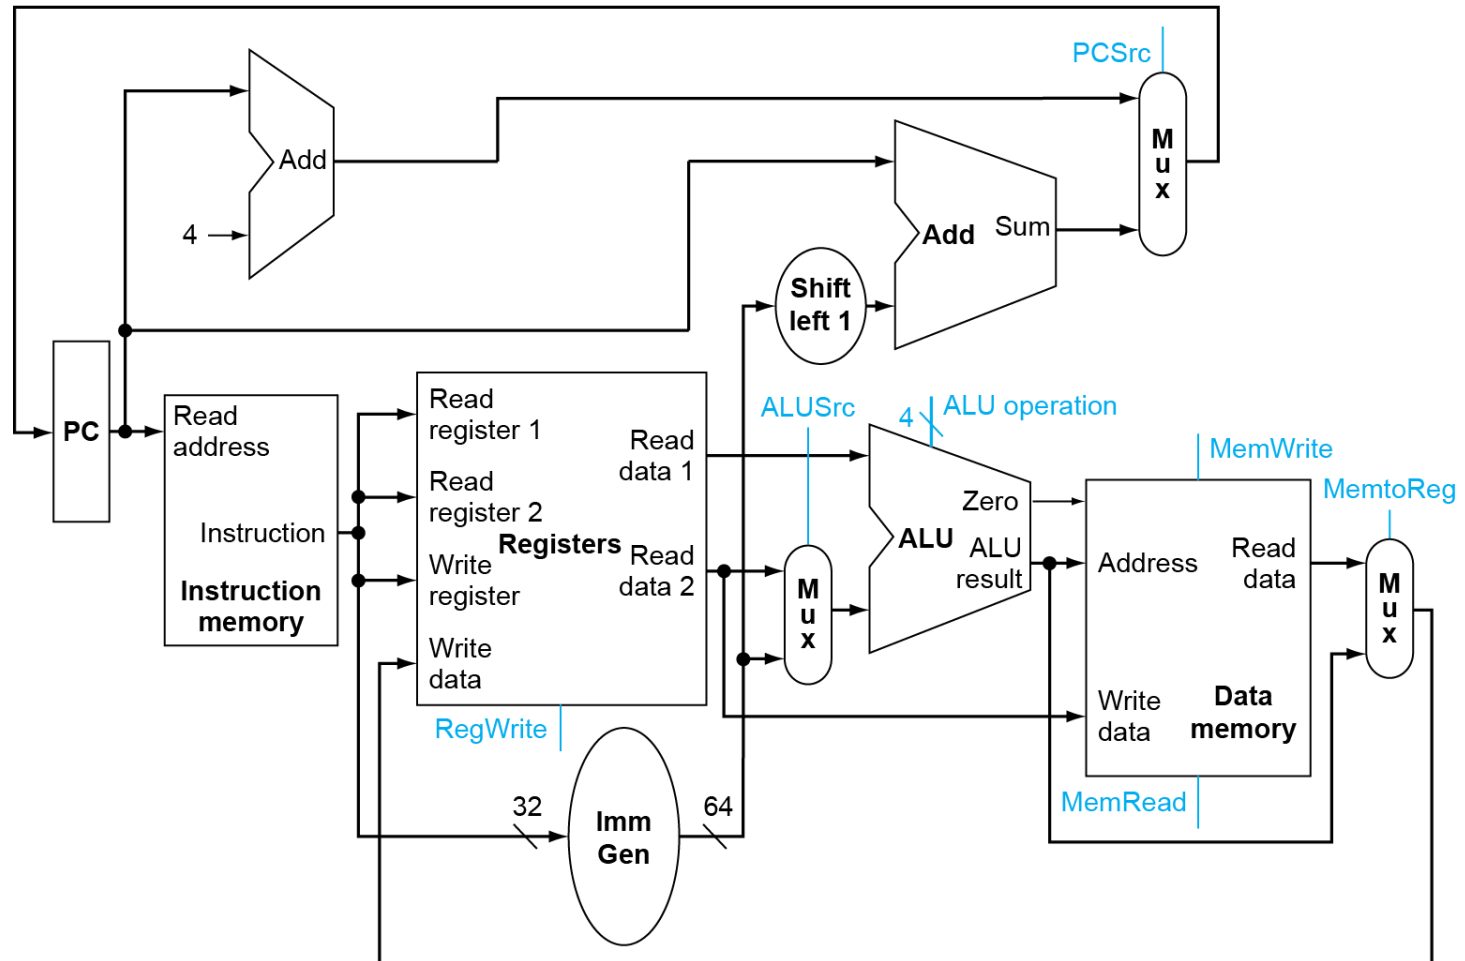 PCSrc
Add
4
M
u
x
Add
Sum
Shift
left 1
PC
Read
address
Instruction
Instruction
memory
Read
register 1
Read
register 2
Write
register
Write
data
Registers
Read
data 1
Read
data 2
RegWrite
ALUSrc
M
u
x
4
ALU operation
Zero
ALU
ALU
result
MemWrite
Address
Read
data
Write
data
Data
memory
MemRead
MemtoReg
M
u
x
32
Imm
Gen
64